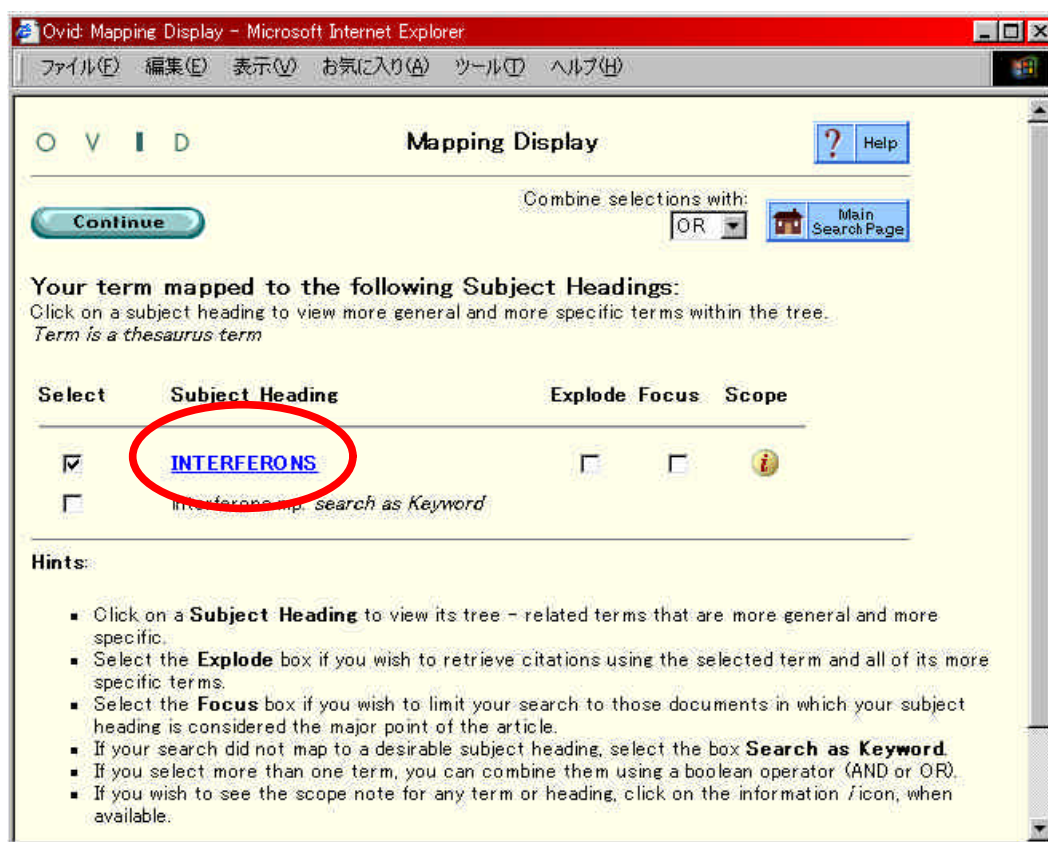 Ovid: Mapping Display - Microsoft Internet Explorer
ファイル(F) 編集(E) 表示(V) お気に入り(A) ツール(T) ヘルプ(H)
O V I D
Mapping Display
? Help
Continue
Combine selections with:
OR
Main
Search Page
Your term mapped to the following Subject Headings:
Click on a subject heading to view more general and more specific terms within the tree.
Term is a thesaurus term
Select Subject Heading Explode Focus Scope
INTERFERONS
i
interferons.mp. search as Keyword
Hints:
Click on a Subject Heading to view its tree - related terms that are more general and more
specific.
Select the Explode box if you wish to retrieve citations using the selected term and all of its more
specific terms.
Select the Focus box if you wish to limit your search to those documents in which your subject
heading is considered the major point of the article.
If your search did not map to a desirable subject heading, select the box Search as Keyword.
If you select more than one term, you can combine them using a boolean operator (AND or OR).
If you wish to see the scope note for any term or heading, click on the information i icon, when
available.